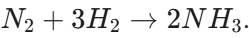 N₂ + 3H₂ → 2NH₃.